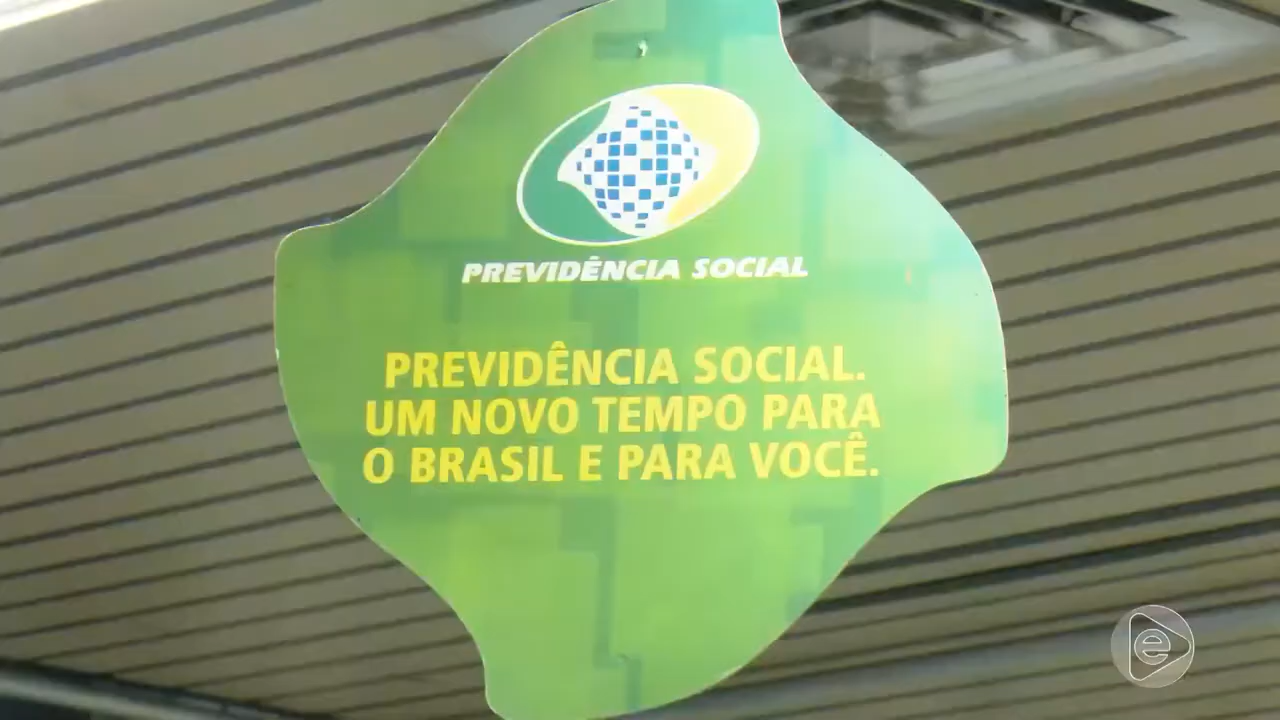 PREVIDÊNCIA SOCIAL
PREVIDÊNCIA SOCIAL.
UM NOVO TEMPO PARA
O BRASIL E PARA VOCÊ.
e